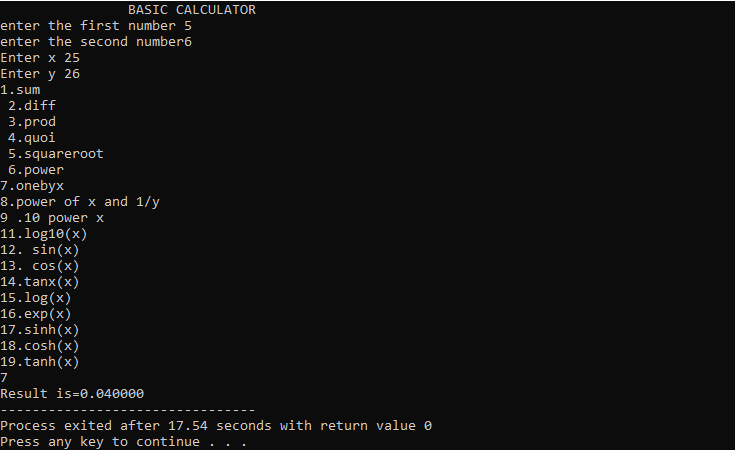 BASIC CALCULATOR
enter the first number 5
enter the second number6
Enter x 25
Enter y 26
1.sum
2.diff
3.prod
4.quoi
5.squareroot
6.power
7.onebyx
8.power of x and 1/y
9 .10 power x
11.log10(x)
12. sin(x)
13. cos(x)
14.tanx(x)
15.log(x)
16.exp(x)
17.sinh(x)
18.cosh(x)
19.tanh(x)
7
Result is=0.040000
--------------------------------
Process exited after 17.54 seconds with return value 0
Press any key to continue . . .